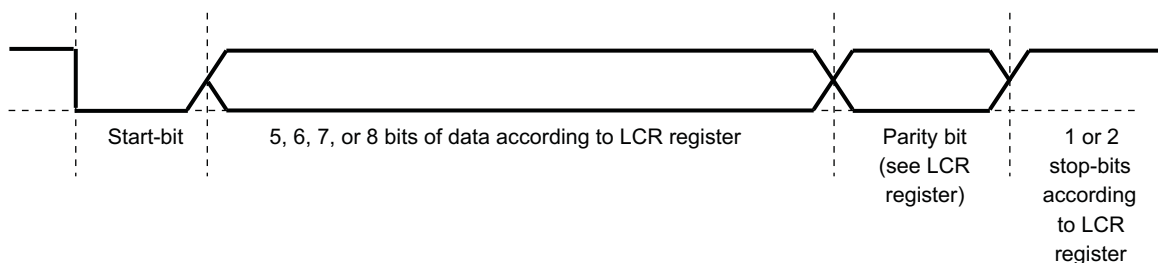 Start-bit
5, 6, 7, or 8 bits of data according to LCR register
Parity bit
(see LCR
register)
1 or 2
stop-bits
according
to LCR
register